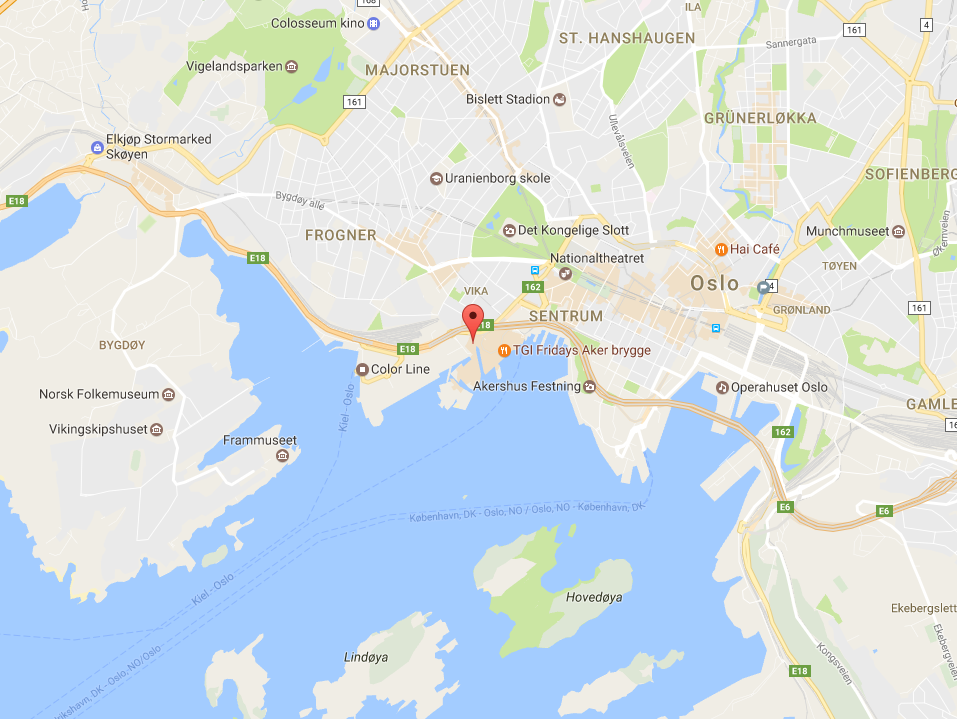 168
ILA
Colosseum kino
161
4
ST. HANSHAUGEN
Sannergata
Vigelandsparken
MAJORSTUEN
161
Bislett Stadion
GRÜNERLØKKA
Ullevålsveien
Elkjøp Stormarked
Skøyen
Uranienborg skole
SOFIENBERG
E18
Bygdøy allé
FROGNER
Det Kongelige Slott
Munchmuseet
Hai Café
Økernveien
E18
Nationaltheatret
TØYEN
Oslo
4
162
VIKA
161
GRØNLAND
SENTRUM
E18
BYGDØY
E18
TGI Fridays Aker brygge
Color Line
Akershus Festning
Operahuset Oslo
Norsk Folkemuseum
Kiel - Oslo
GAMLE
Vikingskipshuset
162
Frammuseet
København, DK - Oslo, NO / Oslo, NO - København, DK
E6
E6
Kiel - Oslo
Hovedøya
Ekebergslett
Lindøya
Kongsveien
Ekebergveien
E18
DK - Oslo, NO/Oslo